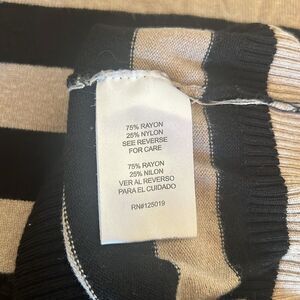 75% RAYON
25% NYLON
SEE REVERSE
FOR CARE
75% RAYON
25% NILON
VER AL REVERSO
PARA EL CUIDADO
RN#125019